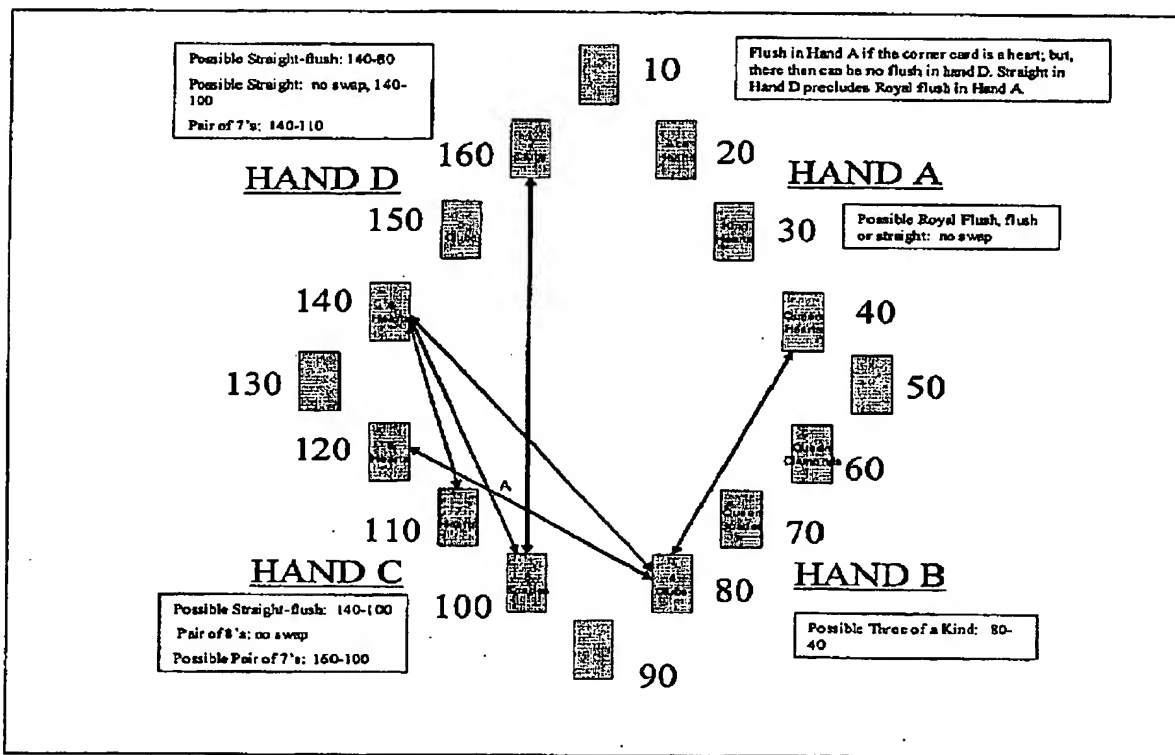 Possible Straight-flush: 140-80
Possible Straight: no swap, 140-
100
Pair of 7's: 140-110
10
Flush in Hand A if the corner card is a heart; but,
there then can be no flush in hand D. Straight in
Hand D precludes Royal flush in Hand A.
160
20
HAND D
HAND A
150
30
Possible Royal Flush, flush
or straight: no swap
140
Queen
Hearts
40
130
50
120
Queen
Diamonds
60
A
110
Queen
70
HAND C
100
80
HAND B
Possible Straight-flush: 140-100
Pair of 8's: no swap
Possible Pair of 7's: 160-100
Possible Three of a Kind: 80-
40
90